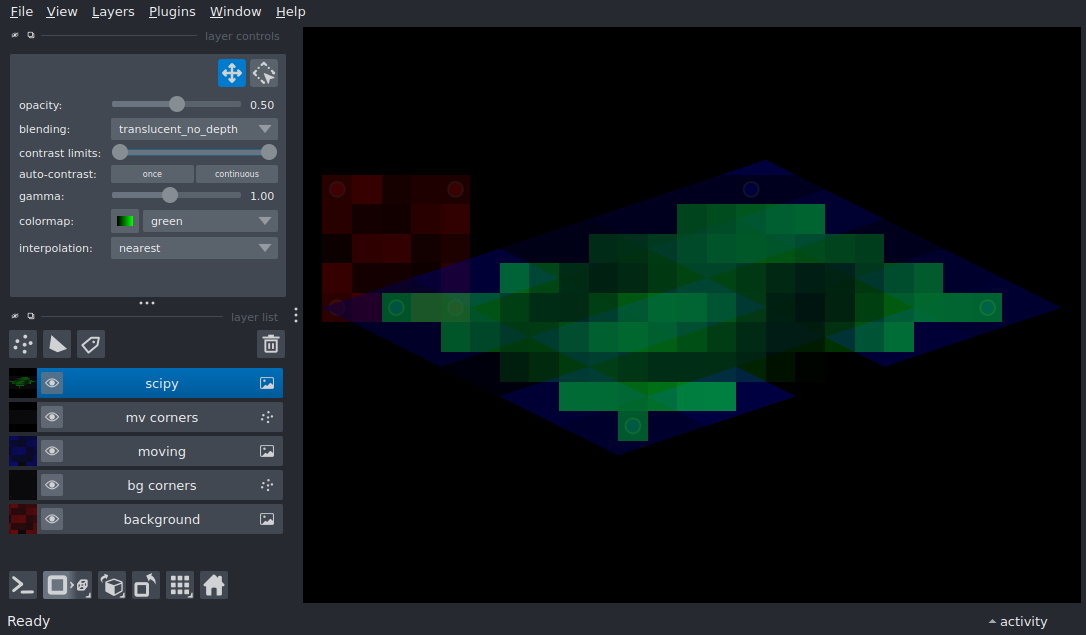 File View Layers Plugins Window Help
layer controls
opacity: 0.50
blending: translucent_no_depth
contrast limits:
auto-contrast: once continuous
gamma: 1.00
colormap: green
interpolation: nearest
layer list
scipy
mv corners
moving
bg corners
background
Ready activity